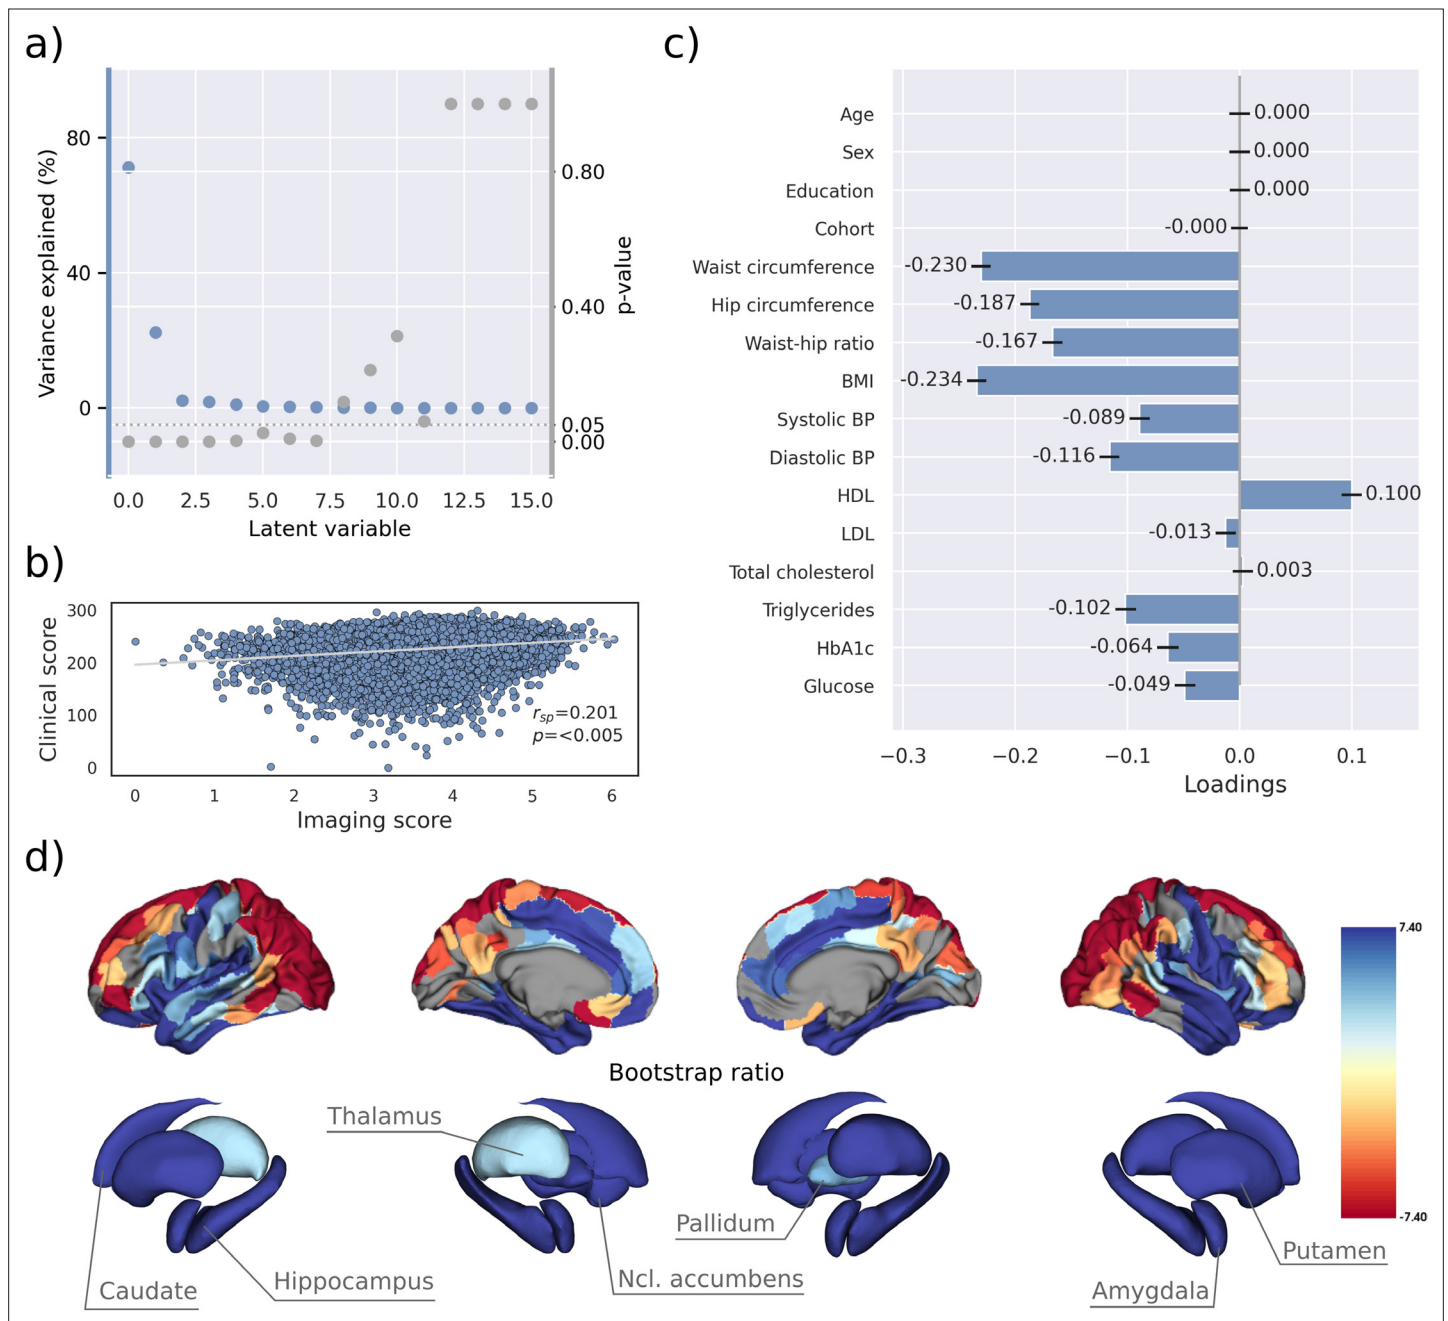 a)
Variance explained (%)
80
40
0
0.80
0.40
0.05
0.00
p-value
0.0 2.5 5.0 7.5 10.0 12.5 15.0
Latent variable
b)
Clinical score
300
200
100
0
rsp=0.201
p=<0.005
0 1 2 3 4 5 6
Imaging score
c)
Age 0.000
Sex 0.000
Education 0.000
Cohort -0.000
Waist circumference -0.230
Hip circumference -0.187
Waist-hip ratio -0.167
BMI -0.234
Systolic BP -0.089
Diastolic BP -0.116
HDL 0.100
LDL -0.013
Total cholesterol 0.003
Triglycerides -0.102
HbA1c -0.064
Glucose -0.049
−0.3 −0.2 −0.1 0.0 0.1
Loadings
d)
7.40
-7.40
Bootstrap ratio
Thalamus
Pallidum
Putamen
Caudate
Hippocampus
Ncl. accumbens
Amygdala